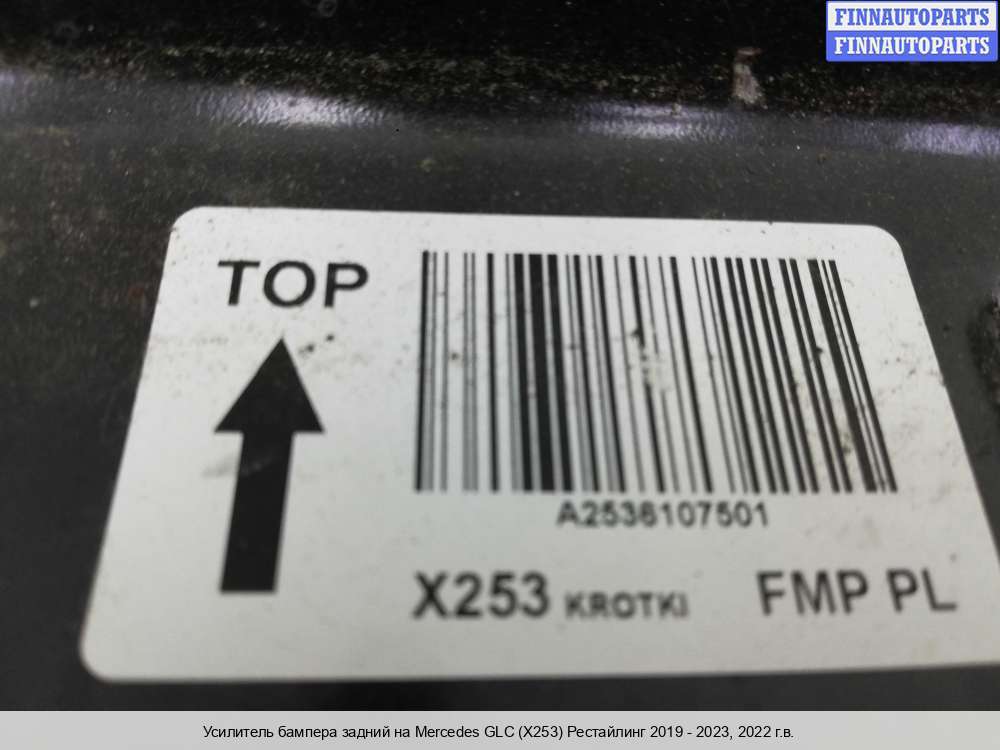 FINNAUTOPARTS
FINNAUTOPARTS
TOP
A2536107501
X253 KROTKI FMP PL
Усилитель бампера задний на Mercedes GLC (X253) Рестайлинг 2019 - 2023, 2022 г.в.